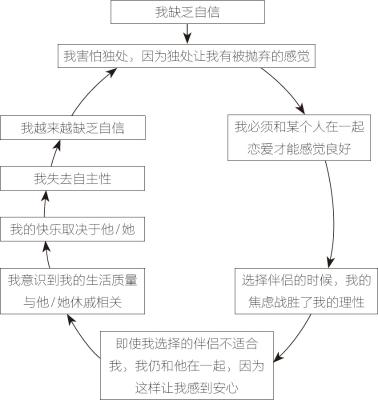 我缺乏自信
我害怕独处，因为独处让我有被抛弃的感觉
我必须和某个人在一起
恋爱才能感觉良好
选择伴侣的时候，我的
焦虑战胜了我的理性
即使我选择的伴侣不适合
我，我仍和他在一起，因为
这样让我感到安心
我意识到我的生活质量
与他/她休戚相关
我的快乐取决于他/她
我失去自主性
我越来越缺乏自信